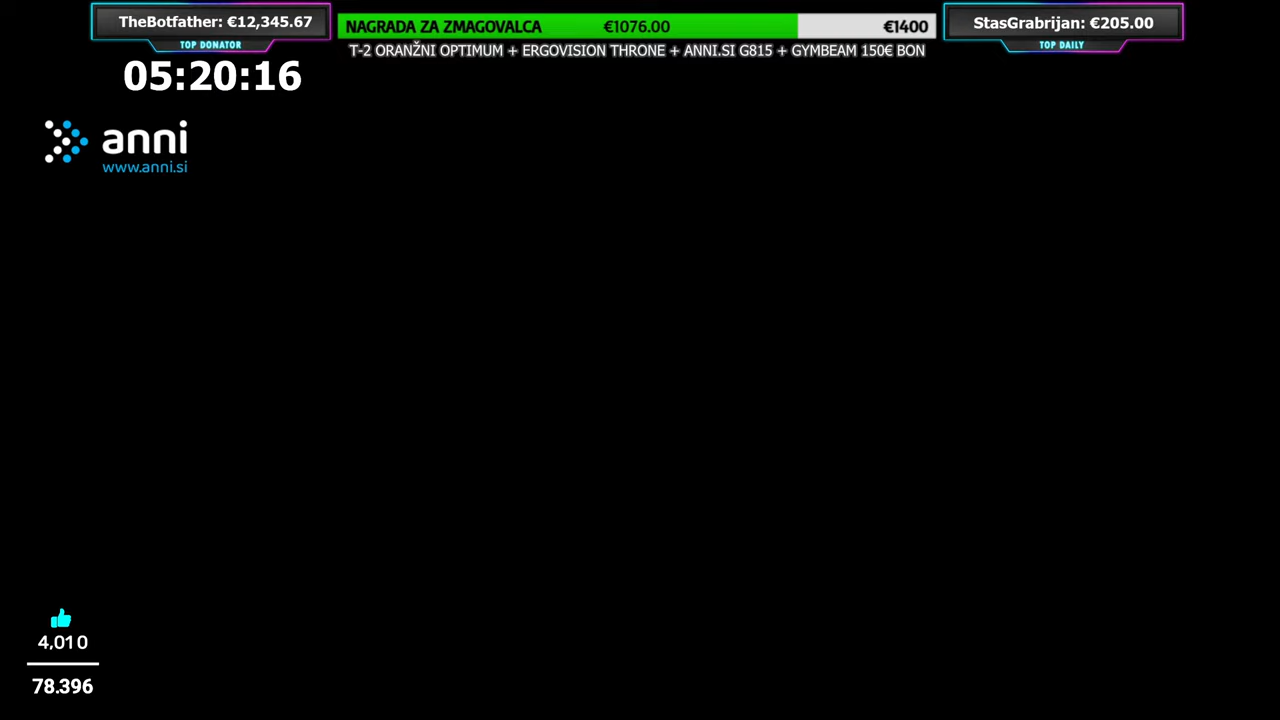 TheBotfather: €12,345.67
TOP DONATOR
NAGRADA ZA ZMAGOVALCA €1076.00 €1400
T-2 ORANŽNI OPTIMUM + ERGOVISION THRONE + ANNI.SI G815 + GYMBEAM 150€ BON
StasGrabrijan: €205.00
TOP DAILY
05:20:16
anni
www.anni.si
4,010
78.396